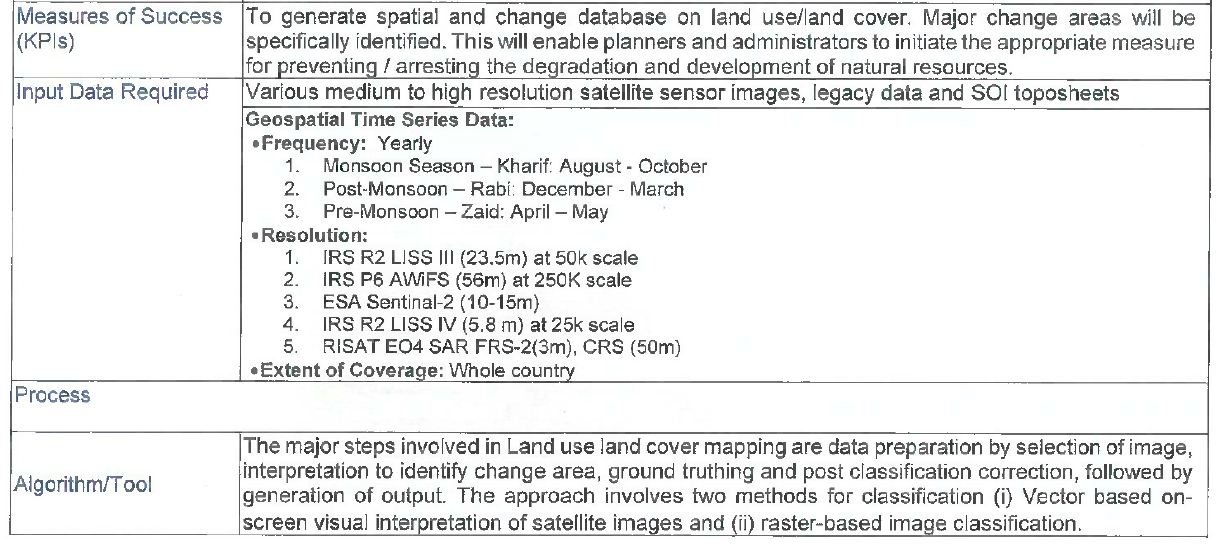 Measures of Success (KPIs)
To generate spatial and change database on land use/land cover. Major change areas will be
specifically identified. This will enable planners and administrators to initiate the appropriate measure
for preventing / arresting the degradation and development of natural resources.
Input Data Required
Various medium to high resolution satellite sensor images, legacy data and SOI toposheets
Geospatial Time Series Data:
•Frequency: Yearly
1. Monsoon Season – Kharif: August - October
2. Post-Monsoon – Rabi: December - March
3. Pre-Monsoon – Zaid: April – May
•Resolution:
1. IRS R2 LISS III (23.5m) at 50k scale
2. IRS P6 AWiFS (56m) at 250K scale
3. ESA Sentinal-2 (10-15m)
4. IRS R2 LISS IV (5.8 m) at 25k scale
5. RISAT EO4 SAR FRS-2(3m), CRS (50m)
•Extent of Coverage: Whole country
Process
Algorithm/Tool
The major steps involved in Land use land cover mapping are data preparation by selection of image,
interpretation to identify change area, ground truthing and post classification correction, followed by
generation of output. The approach involves two methods for classification (i) Vector based on-
screen visual interpretation of satellite images and (ii) raster-based image classification.